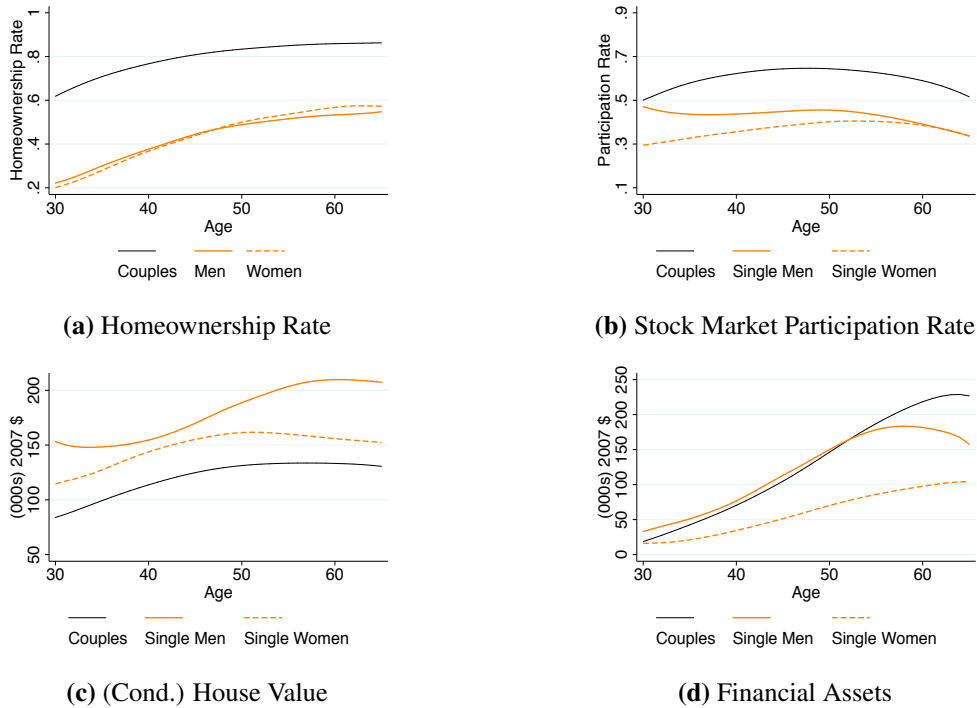 Homeownership Rate
.2 .4 .6 .8 1
30 40 50 60
Age
Couples Men Women
(a) Homeownership Rate
Participation Rate
.1 .3 .5 .7 .9
30 40 50 60
Age
Couples Single Men Single Women
(b) Stock Market Participation Rate
(000s) 2007 $
50 100 150 200
30 40 50 60
Age
Couples Single Men Single Women
(c) (Cond.) House Value
(000s) 2007 $
0 50 100 150 200 250
30 40 50 60
Age
Couples Single Men Single Women
(d) Financial Assets